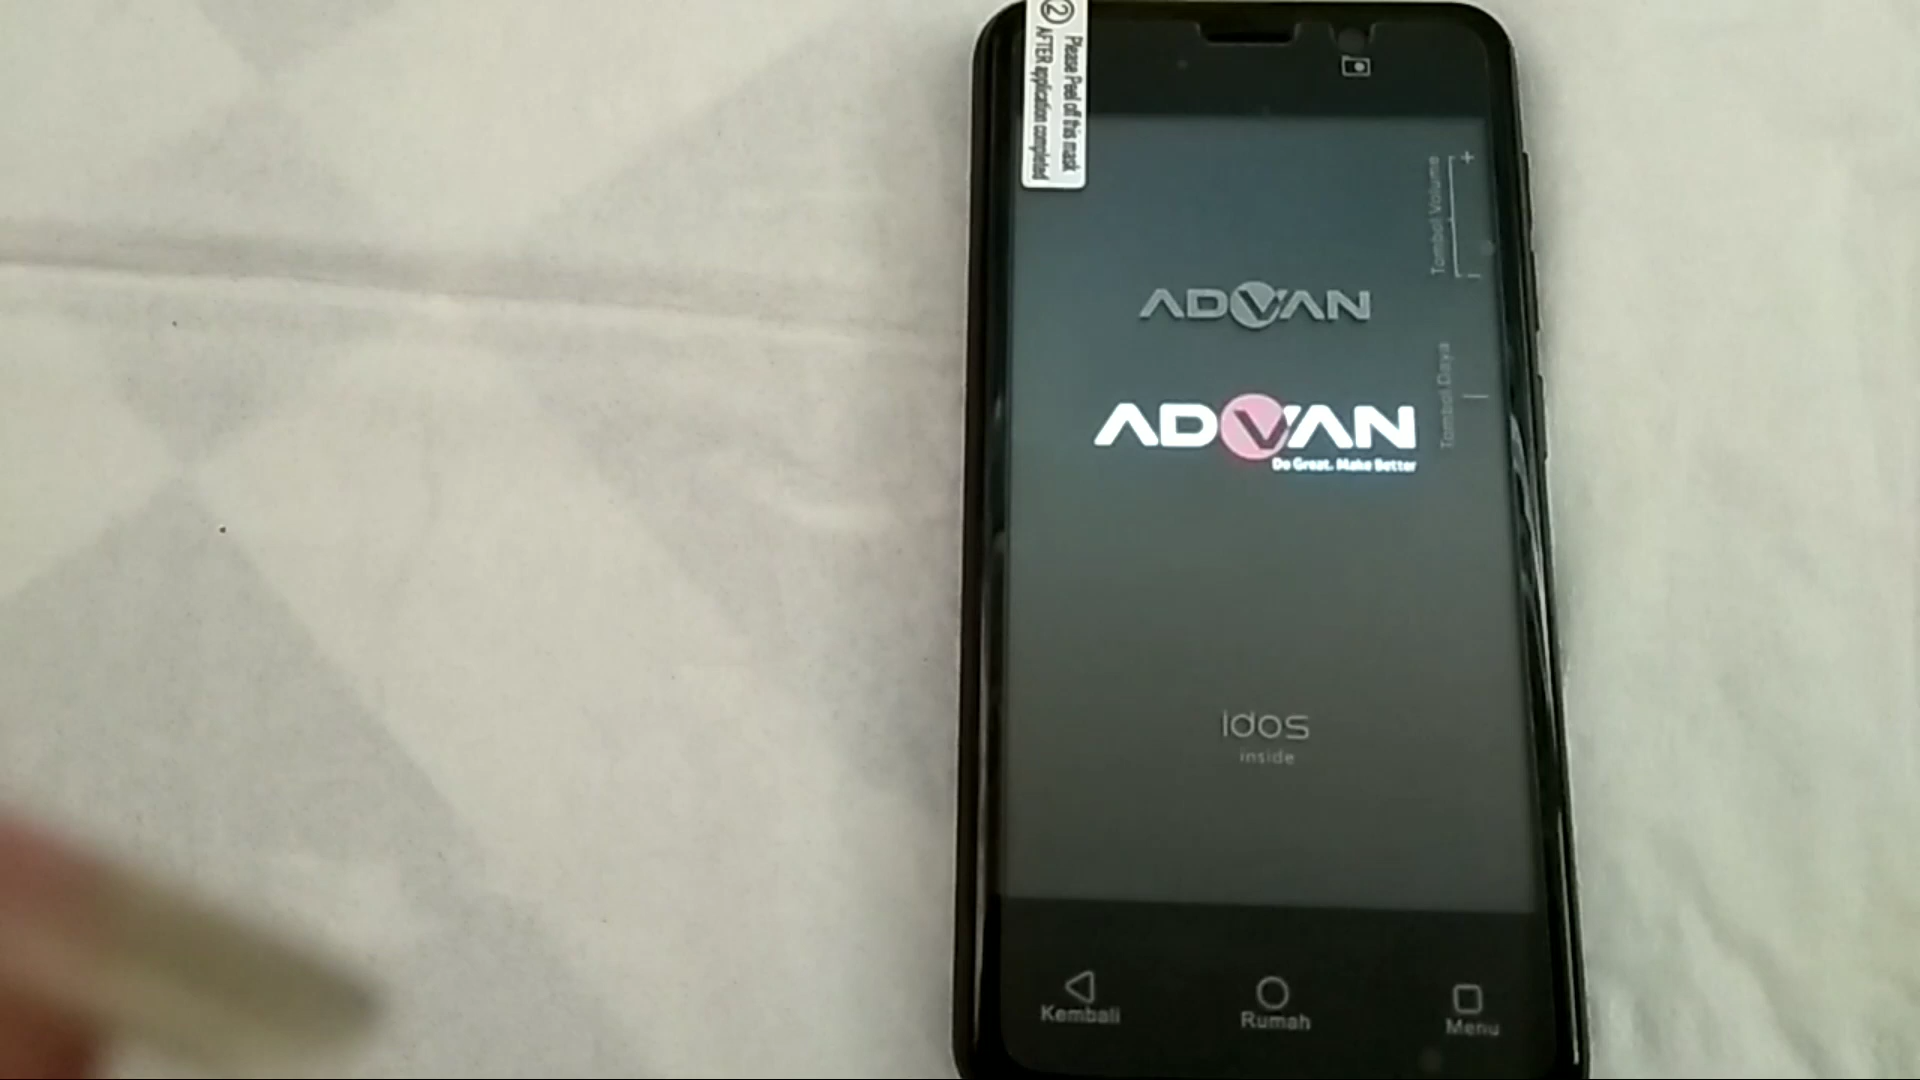 ② Please Peel off this mask
AFTER application completed
Tombol Volume
+
-
ADVAN
Tombol Daya
ADVAN
Do Great. Make Better
idos
inside
Kembali
Rumah
Menu